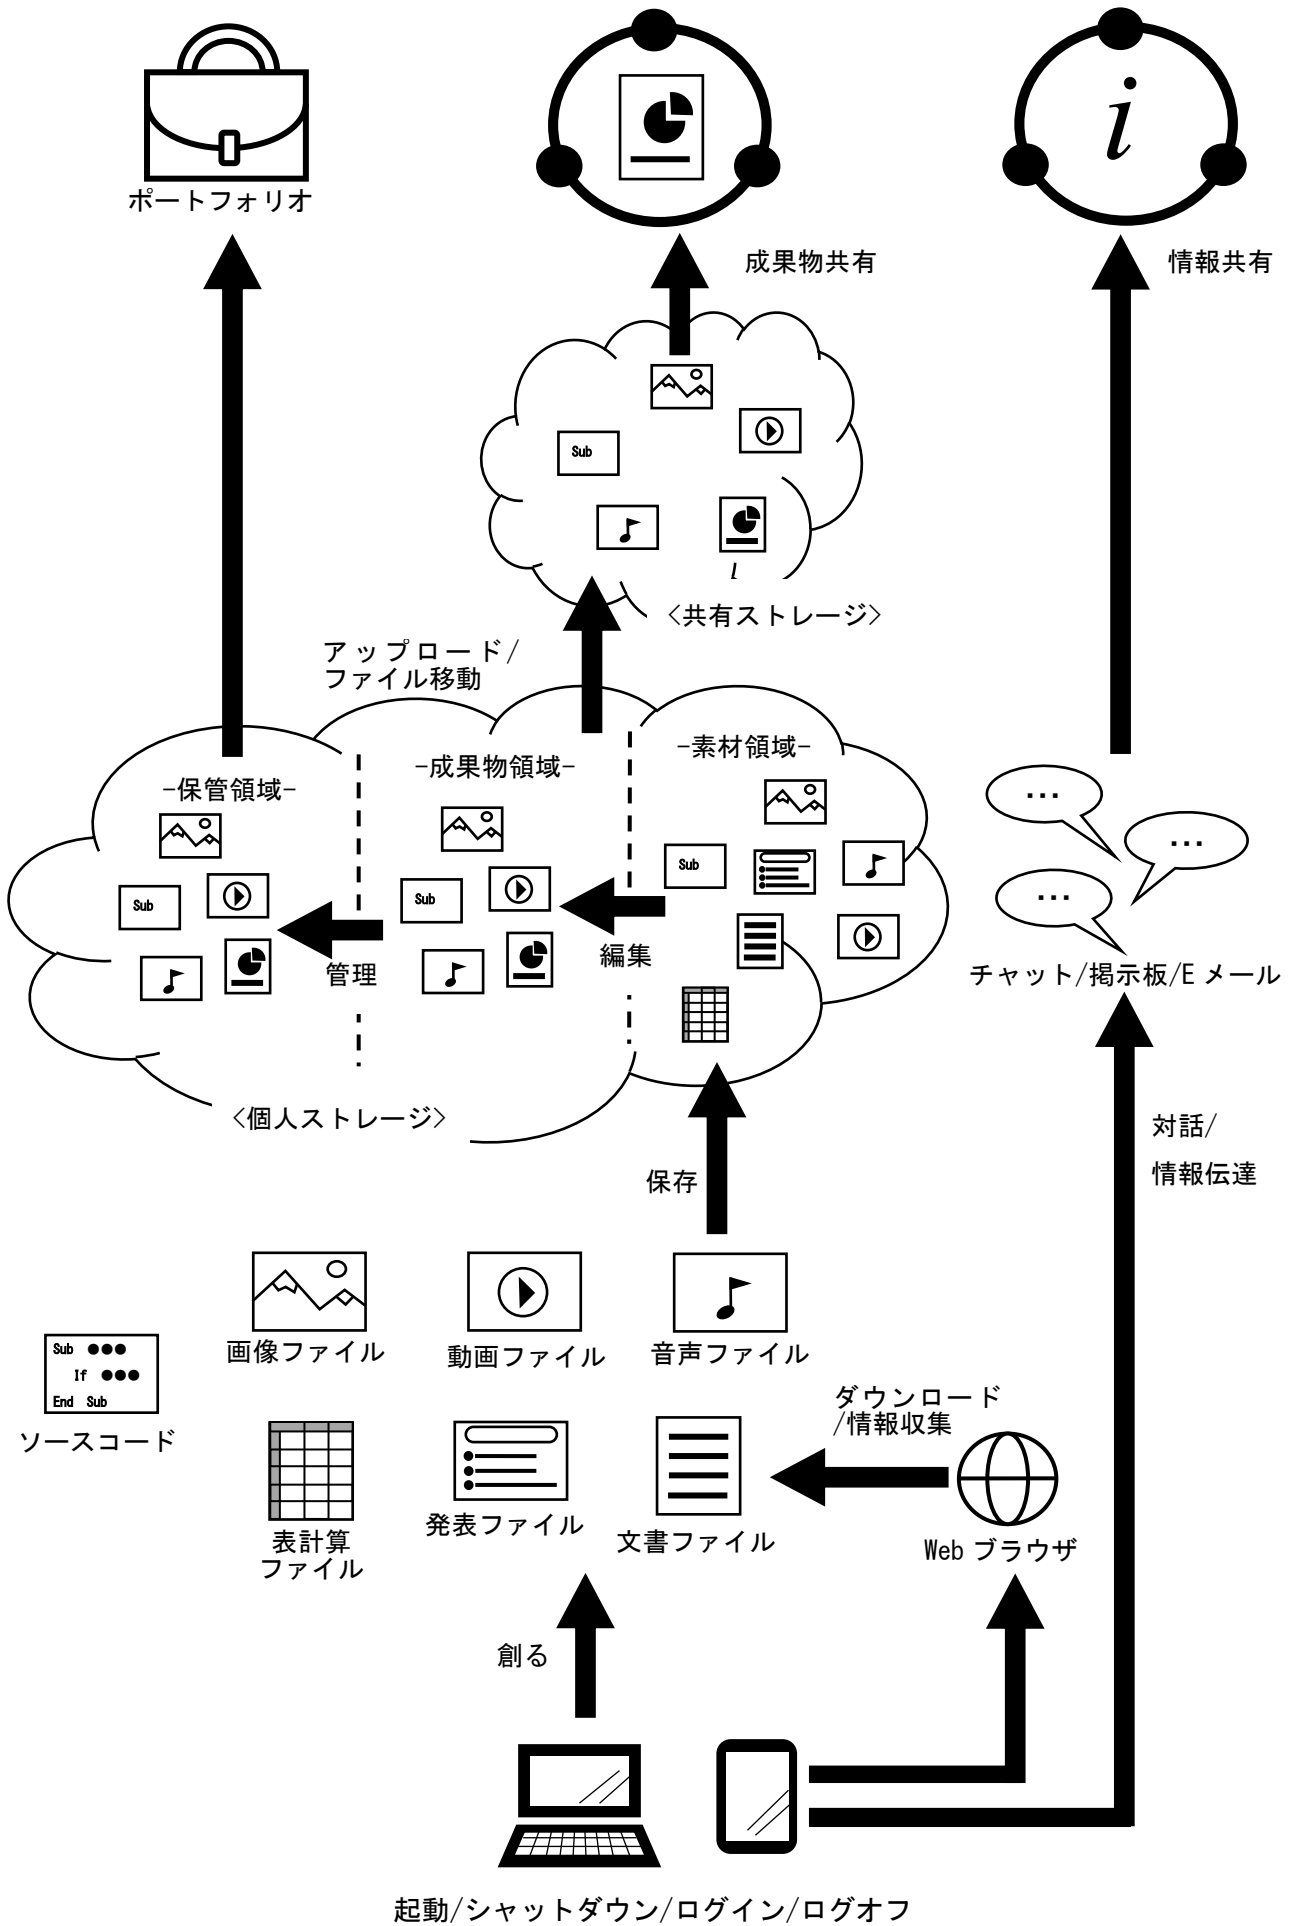 ポートフォリオ
成果物共有
情報共有
i
Sub
<共有ストレージ>
アップロード/
ファイル移動
-保管領域-
-成果物領域-
-素材領域-
Sub
Sub
Sub
管理
編集
...
...
...
チャット/掲示板/Eメール
<個人ストレージ>
保存
対話/
情報伝達
画像ファイル
動画ファイル
音声ファイル
Sub ●●●
If ●●●
End Sub
ソースコード
ダウンロード
/情報収集
表計算
ファイル
発表ファイル
文書ファイル
Web ブラウザ
創る
起動/シャットダウン/ログイン/ログオフ